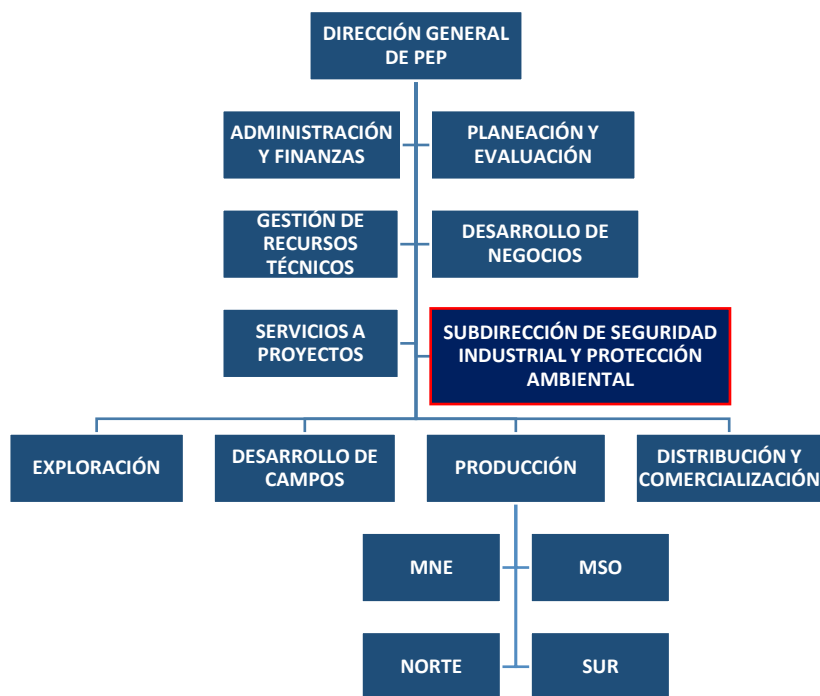 DIRECCIÓN GENERAL
DE PEP
ADMINISTRACIÓN
Y FINANZAS
PLANEACIÓN Y
EVALUACIÓN
GESTIÓN DE
RECURSOS
TÉCNICOS
DESARROLLO DE
NEGOCIOS
SERVICIOS A
PROYECTOS
SUBDIRECCIÓN DE SEGURIDAD
INDUSTRIAL Y PROTECCIÓN
AMBIENTAL
EXPLORACIÓN
DESARROLLO DE
CAMPOS
PRODUCCIÓN
DISTRIBUCIÓN Y
COMERCIALIZACIÓN
MNE
MSO
NORTE
SUR